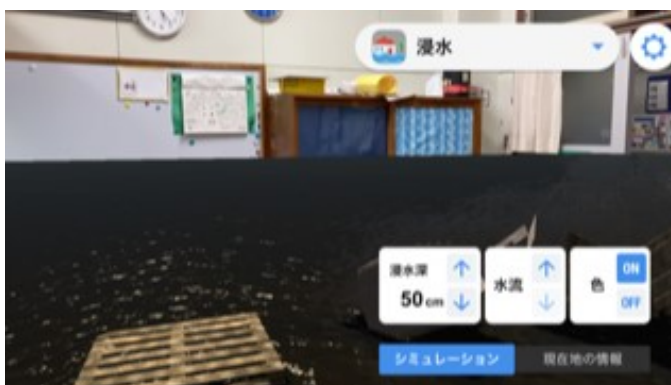 浸水
浸水深
50cm
水流
色
ON
OFF
シミュレーション
現在地の情報